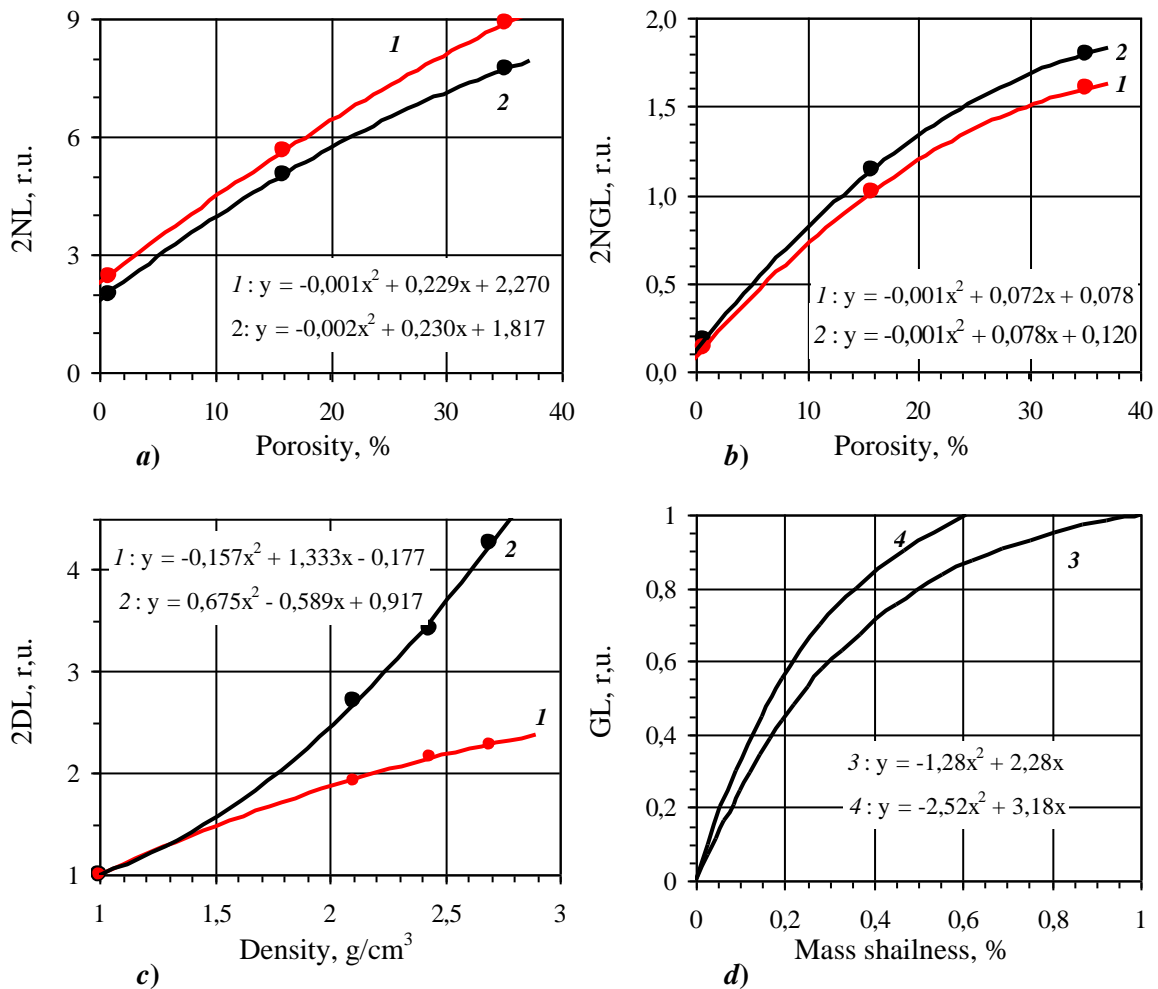 2NL, r.u.
9
6
3
0
1
2
1 : y = -0,001x² + 0,229x + 2,270
2: y = -0,002x² + 0,230x + 1,817
0 10 20 30 40
Porosity, %
a)
2NGL, r.u.
2,0
1,5
1,0
0,5
0,0
2
1
1 : y = -0,001x² + 0,072x + 0,078
2 : y = -0,001x² + 0,078x + 0,120
0 10 20 30 40
Porosity, %
b)
2DL, r,u.
4
3
2
1
1 : y = -0,157x² + 1,333x - 0,177
2: y = 0,675x² - 0,589x + 0,917
2
1
1 1,5 2 2,5 3
Density, g/cm³
c)
GL, r,u.
1
0,8
0,6
0,4
0,2
0
4
3
3 : y = -1,28x² + 2,28x
4 : y = -2,52x² + 3,18x
0 0,2 0,4 0,6 0,8 1
Mass shailness, %
d)